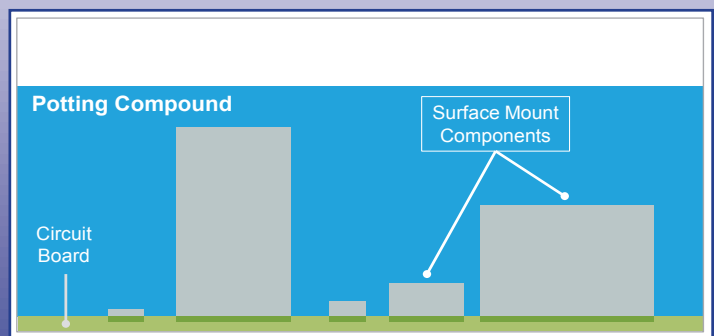 Potting Compound
Surface Mount
Components
Circuit
Board